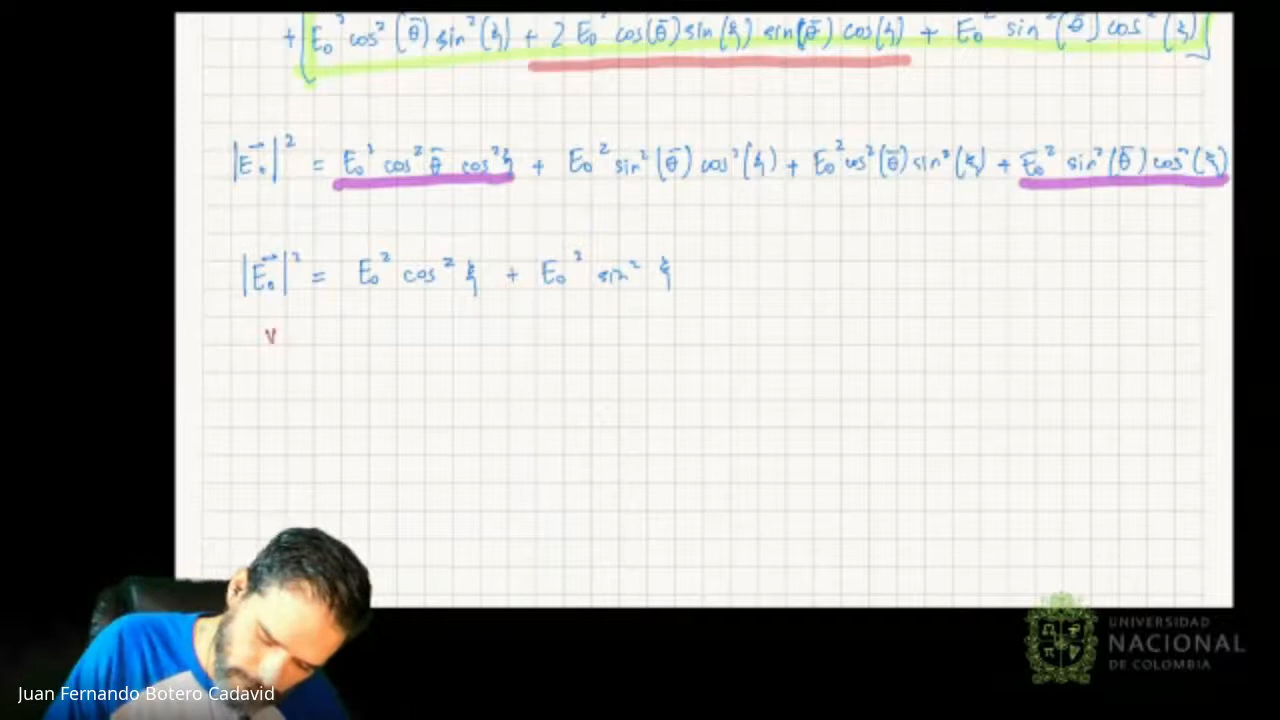 + [E₀² cos²(θ̄) sin²(ξ) + 2 E₀² cos(θ̄) sin(ξ) sin(θ̄) cos(ξ) + E₀² sin²(θ̄) cos²(ξ)]
|E⃗₀|² = E₀² cos² θ̄ cos² ξ + E₀² sin²(θ̄) cos²(ξ) + E₀² cos²(θ̄) sin²(ξ) + E₀² sin²(θ̄) cos²(ξ)
|E⃗₀|² = E₀² cos² ξ + E₀² sin² ξ
UNIVERSIDAD
NACIONAL
DE COLOMBIA
Juan Fernando Botero Cadavid